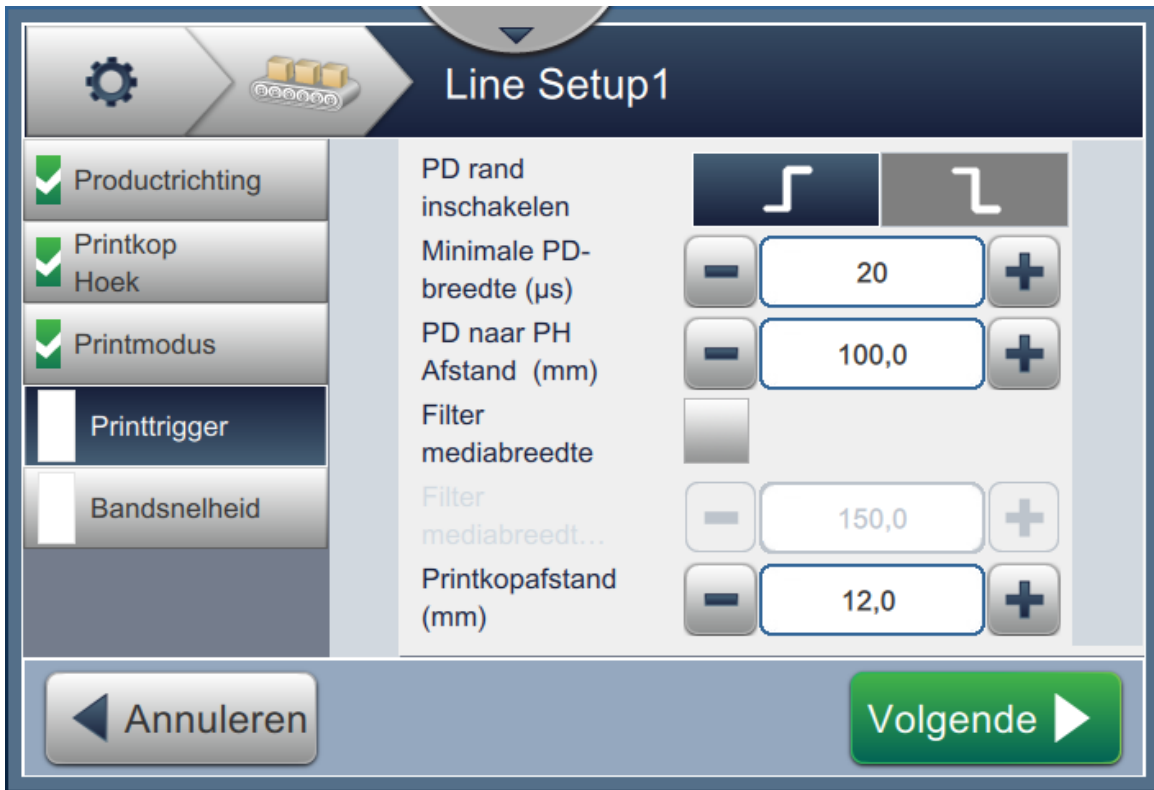 Line Setup1
Productrichting
Printkop
Hoek
Printmodus
Printtrigger
Bandsnelheid
PD rand
inschakelen
Minimale PD-
breedte (µs)
20
PD naar PH
Afstand (mm)
100,0
Filter
mediabreedte
Filter
mediabreedt...
150,0
Printkopafstand
(mm)
12,0
Annuleren
Volgende